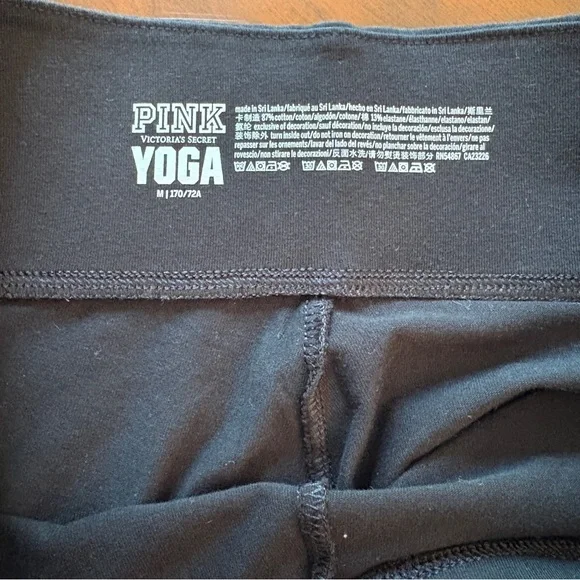 PINK
VICTORIA'S SECRET
YOGA
M | 170/72A
made in Sri Lanka/fabriqué au Sri Lanka/hecho en Sri Lanka/fabbricato in Sri Lanka/斯里兰
卡制造 87%cotton/coton/algodón/cotone/棉 13%elastane/élasthanne/elastano/elastan/
氨纶 exclusive of decoration/sauf décoration/no incluye la decoración/esclusa la decorazione/
装饰除外 turn inside out/do not iron on decoration/retourner le vêtement à l'envers/ne pas
repasser sur les ornements/lavar del lado del revés/no planchar sobre la decoración/girare al
rovescio/non stirare le decorazioni/反面水洗/请勿熨烫装饰部分 RN54867 CA23226